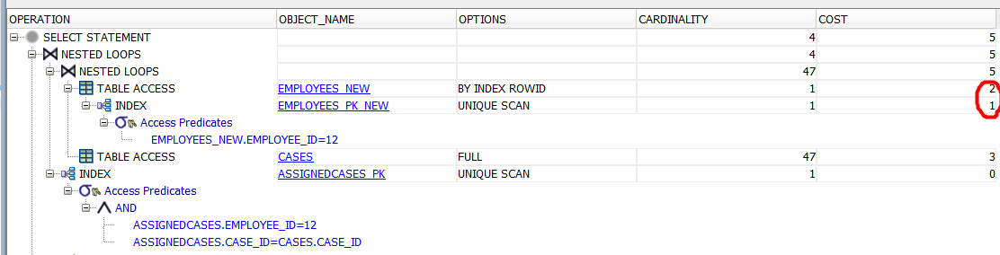 OPERATION OBJECT_NAME OPTIONS CARDINALITY COST
SELECT STATEMENT 4 5
NESTED LOOPS 4 5
NESTED LOOPS 47 5
TABLE ACCESS EMPLOYEES_NEW BY INDEX ROWID 1 2
INDEX EMPLOYEES_PK_NEW UNIQUE SCAN 1 1
Access Predicates
EMPLOYEES_NEW.EMPLOYEE_ID=12
TABLE ACCESS CASES FULL 47 3
INDEX ASSIGNEDCASES_PK UNIQUE SCAN 1 0
Access Predicates
AND
ASSIGNEDCASES.EMPLOYEE_ID=12
ASSIGNEDCASES.CASE_ID=CASES.CASE_ID